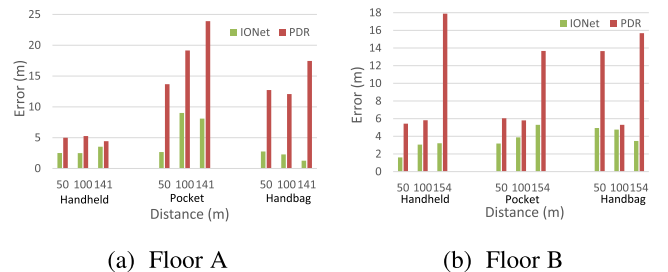 25
20
15
10
5
0
Error (m)
IONet PDR
50 100 141 50 100 141 50 100 141
Handheld Pocket Handbag
Distance (m)
(a) Floor A
18
16
14
12
10
8
6
4
2
0
Error (m)
IONet PDR
50 100 154 50 100 154 50 100 154
Handheld Pocket Handbag
Distance (m)
(b) Floor B